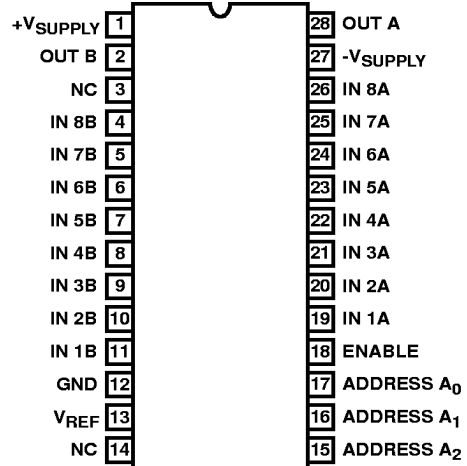 +VSUPPLY 1 28 OUT A
OUT B 2 27 -VSUPPLY
NC 3 26 IN 8A
IN 8B 4 25 IN 7A
IN 7B 5 24 IN 6A
IN 6B 6 23 IN 5A
IN 5B 7 22 IN 4A
IN 4B 8 21 IN 3A
IN 3B 9 20 IN 2A
IN 2B 10 19 IN 1A
IN 1B 11 18 ENABLE
GND 12 17 ADDRESS A0
VREF 13 16 ADDRESS A1
NC 14 15 ADDRESS A2